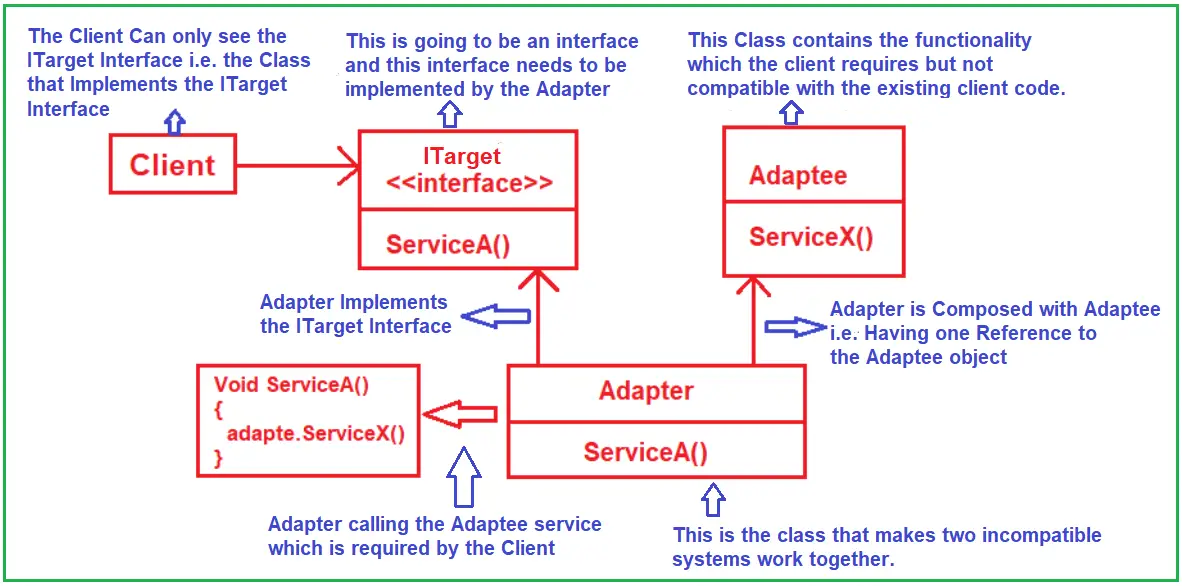 The Client Can only see the
ITarget Interface i.e. the Class
that Implements the ITarget
Interface
This is going to be an interface
and this interface needs to be
implemented by the Adapter
This Class contains the functionality
which the client requires but not
compatible with the existing client code.
Client
ITarget
<<interface>>
ServiceA()
Adaptee
ServiceX()
Adapter Implements
the ITarget Interface
Adapter is Composed with Adaptee
i.e. Having one Reference to
the Adaptee object
Void ServiceA()
{
adapte.ServiceX()
}
Adapter
ServiceA()
Adapter calling the Adaptee service
which is required by the Client
This is the class that makes two incompatible
systems work together.